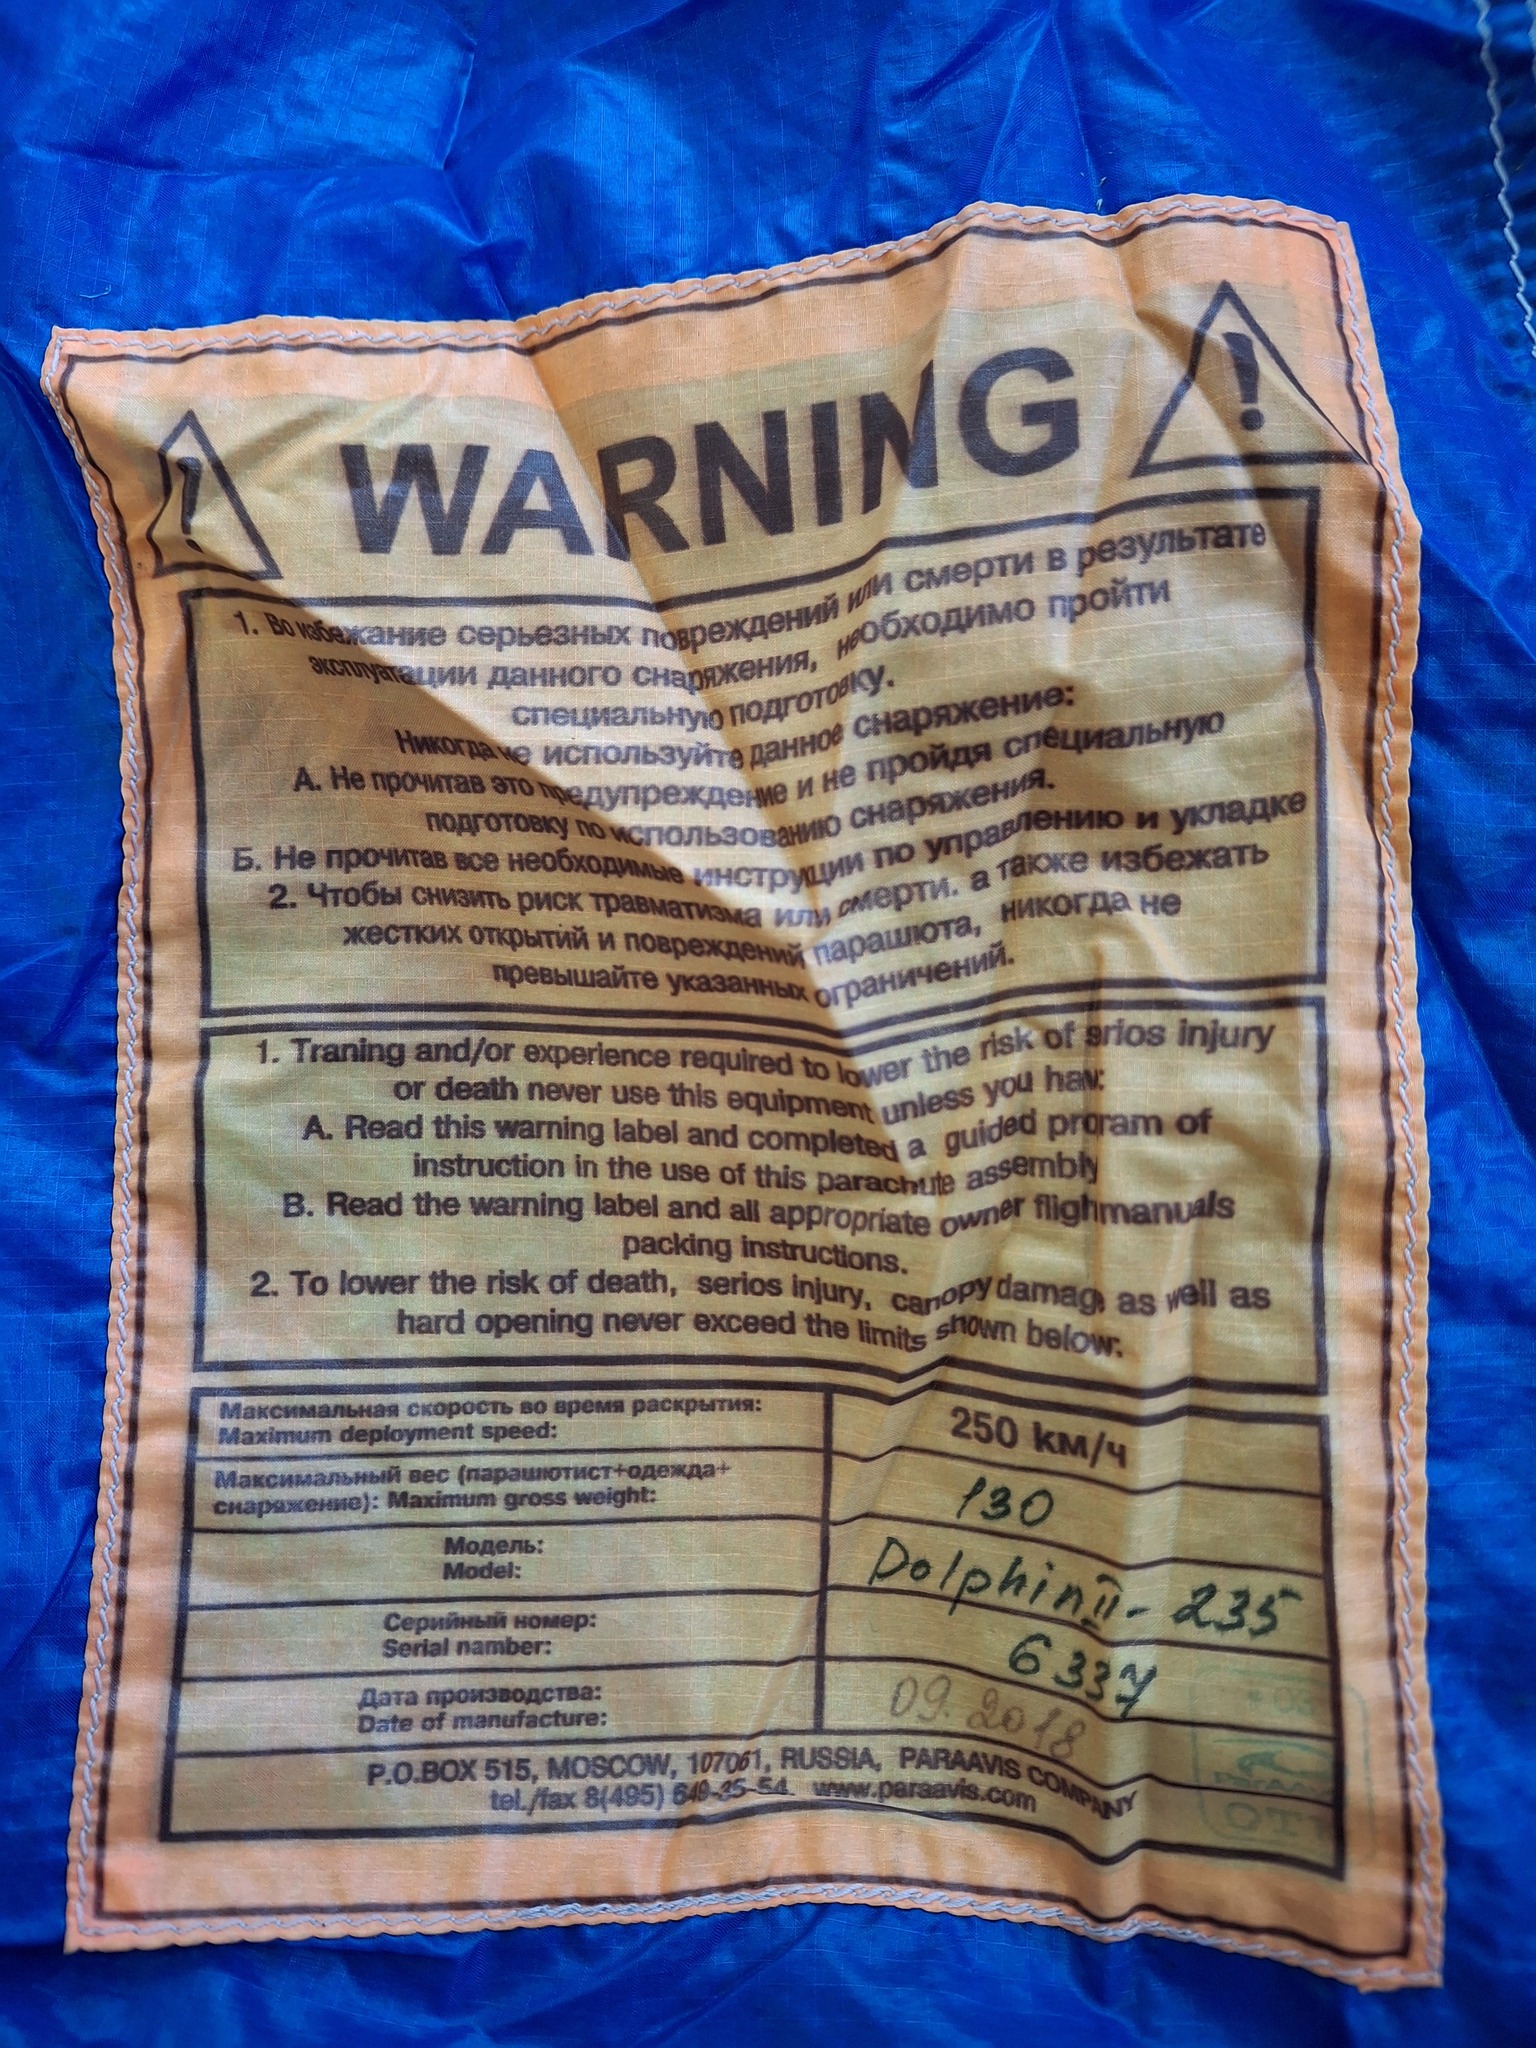 WARNING
1. Во избежание серьезных повреждений или смерти в результате
эксплуатации данного снаряжения, необходимо пройти
специальную подготовку.
Никогда не используйте данное снаряжение:
А. Не прочитав это предупреждение и не пройдя специальную
подготовку по использованию снаряжения.
Б. Не прочитав все необходимые инструкции по управлению и укладке
2. Чтобы снизить риск травматизма или смерти. а также избежать
жестких открытий и повреждений парашюта, никогда не
превышайте указанных ограничений.
1. Traning and/or experience required to lower the risk of serios injury
or death never use this equipment unless you hav:
A. Read this warning label and completed a guided program of
instruction in the use of this parachute assembly
B. Read the warning label and all appropriate owner fligh manuals
packing instructions.
2. To lower the risk of death, serios injury, canopy damage as well as
hard opening never exceed the limits shown below:
Максимальная скорость во время раскрытия:
Maximum deployment speed:
250 км/ч
Максимальный вес (парашютист+одежда+
снаряжение): Maximum gross weight:
130
Модель:
Model:
Dolphin II - 235
Серийный номер:
Serial namber:
6337
Дата производства:
Date of manufacture:
09.2018
P.O.BOX 515, MOSCOW, 107061, RUSSIA, PARAAVIS COMPANY
tel./fax 8(495) 649-35-54. www.paraavis.com